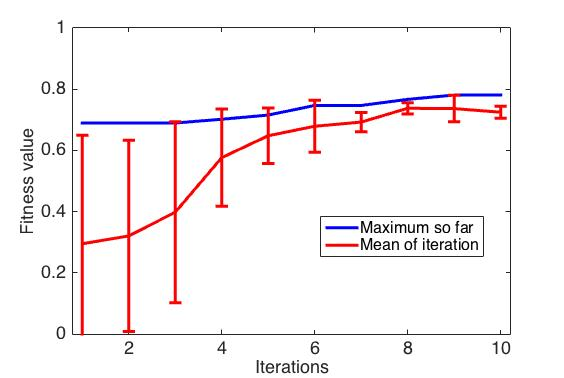 1
0.8
0.6
0.4
0.2
0
Fitness value
Maximum so far
Mean of iteration
2 4 6 8 10
Iterations